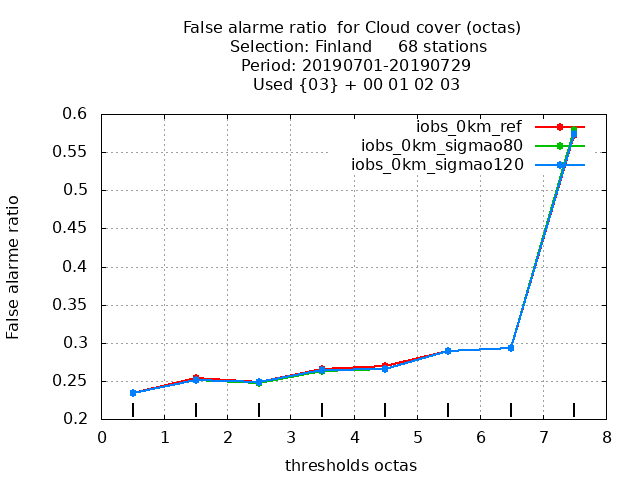 False alarme ratio  for Cloud cover (octas)
Selection: Finland     68 stations
Period: 20190701-20190729
Used {03} + 00 01 02 03
iobs_0km_ref
iobs_0km_sigmao80
iobs_0km_sigmao120
0.6
0.55
0.5
0.45
0.4
0.35
0.3
0.25
0.2
False alarme ratio
0 1 2 3 4 5 6 7 8
thresholds octas